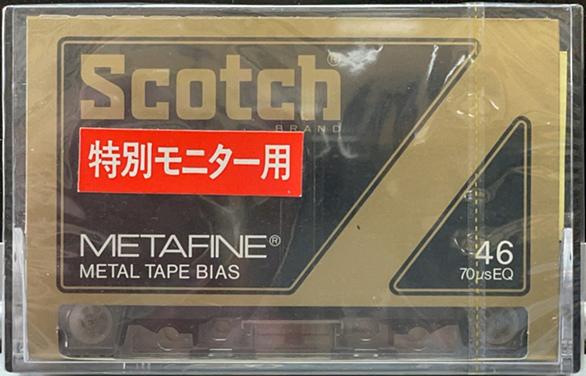 Scotch®
BRAND
特別モニター用
METAFINE®
METAL TAPE BIAS
46
70μsEQ